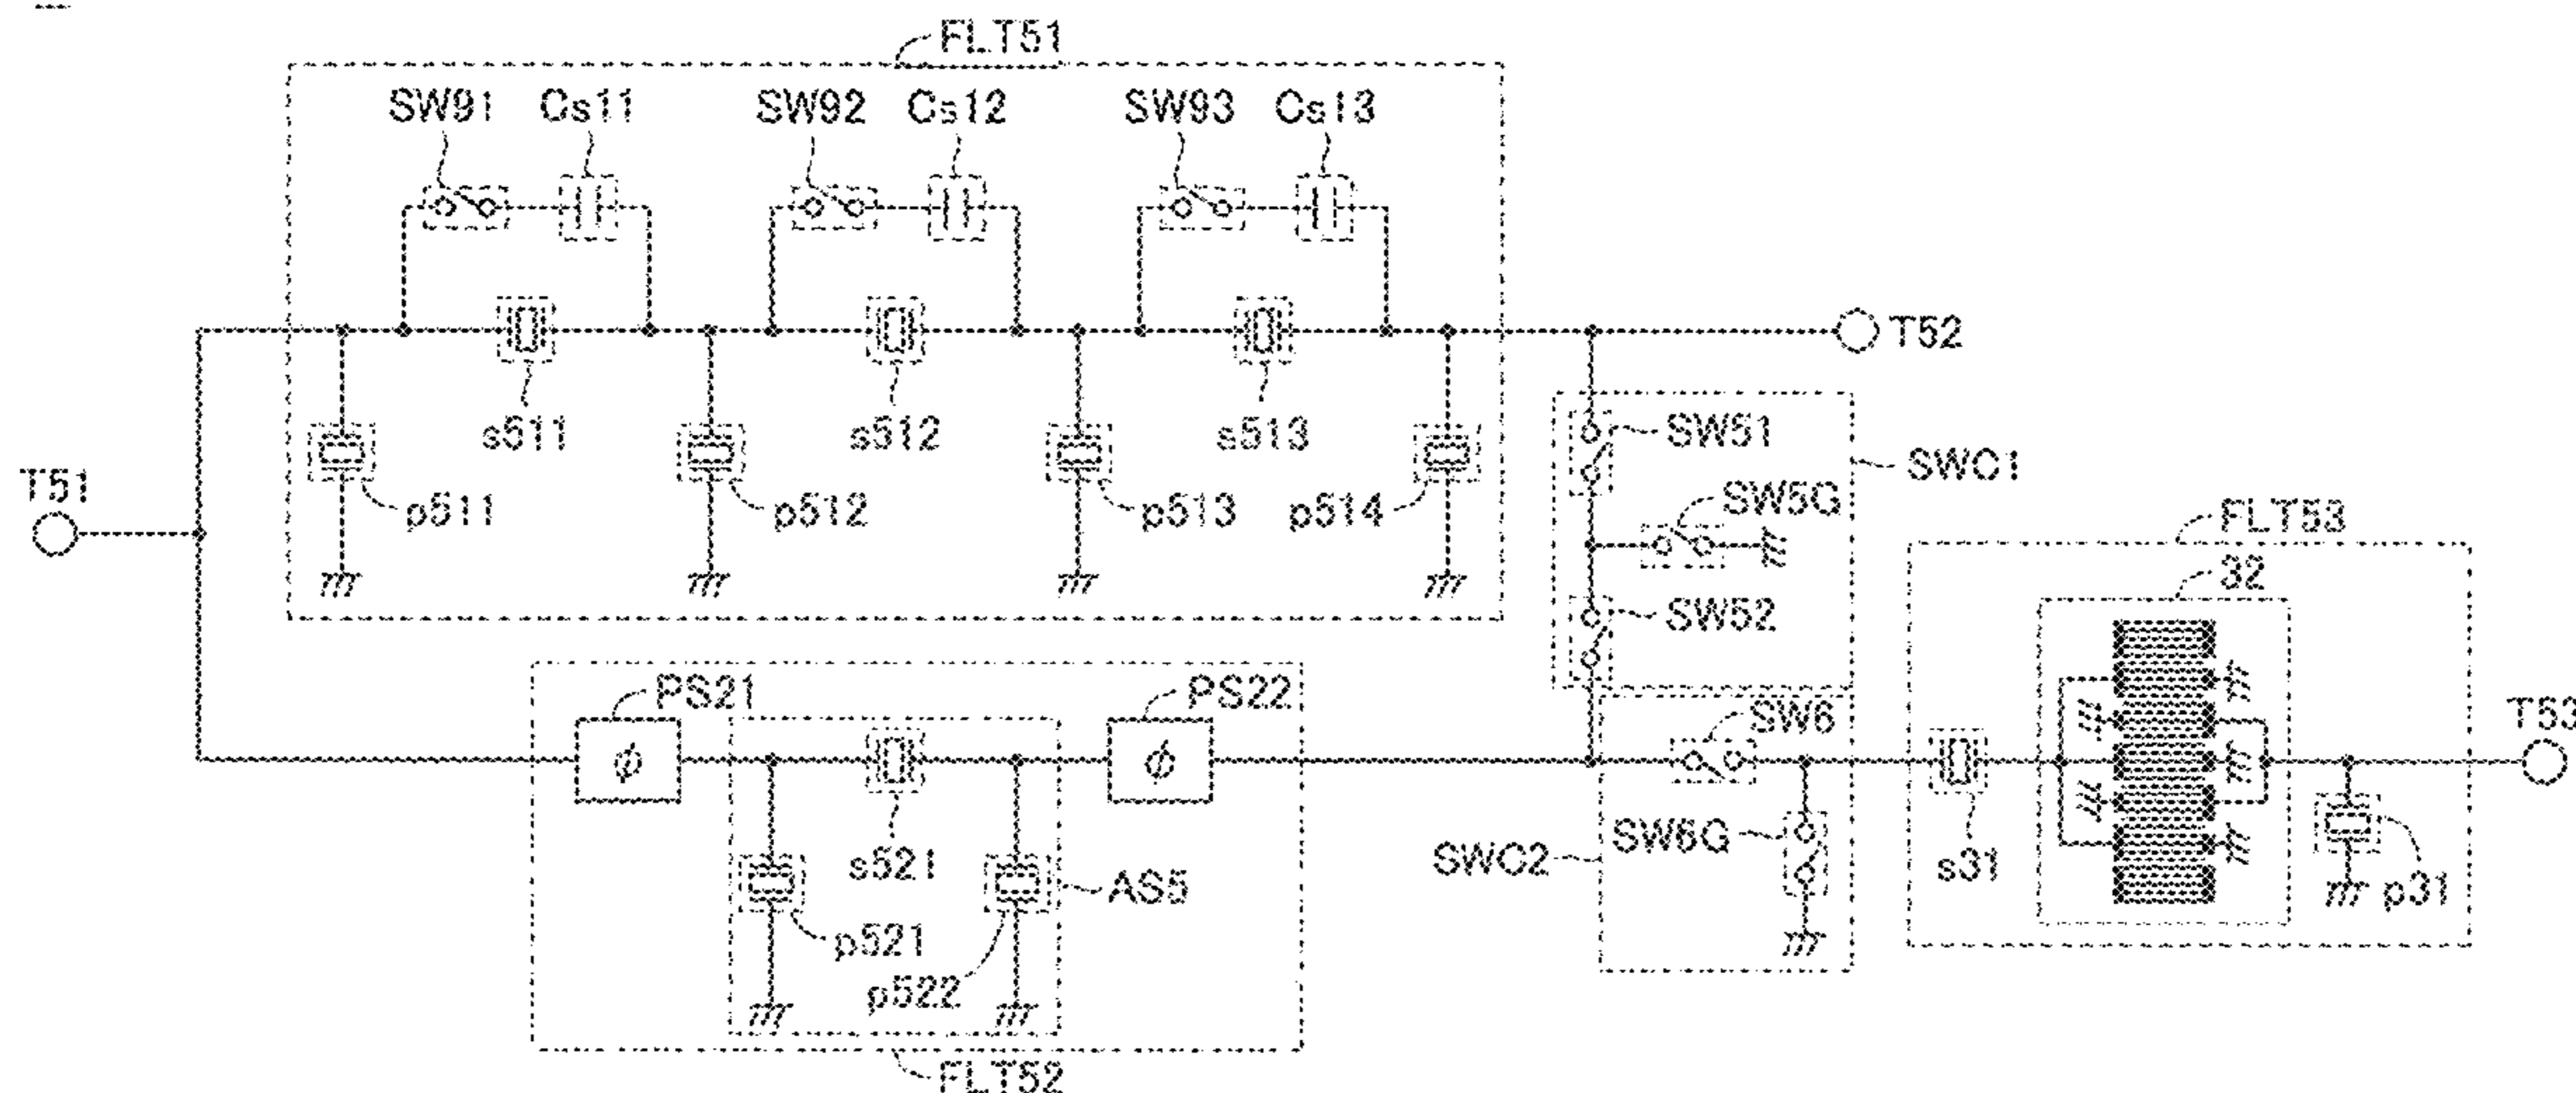 FLT51
SW91 Cs11 SW92 Cs12 SW93 Cs13
T52
s511 s512 s513 SW51
SWC1
T51 p511 p512 p513 p514 SW5G
FLT53
32
SW52
PS21 PS22 SW6 T53
ϕ ϕ
SWC2 SW6G
s521 AS5 s31 p31
p521
p522
FLT52